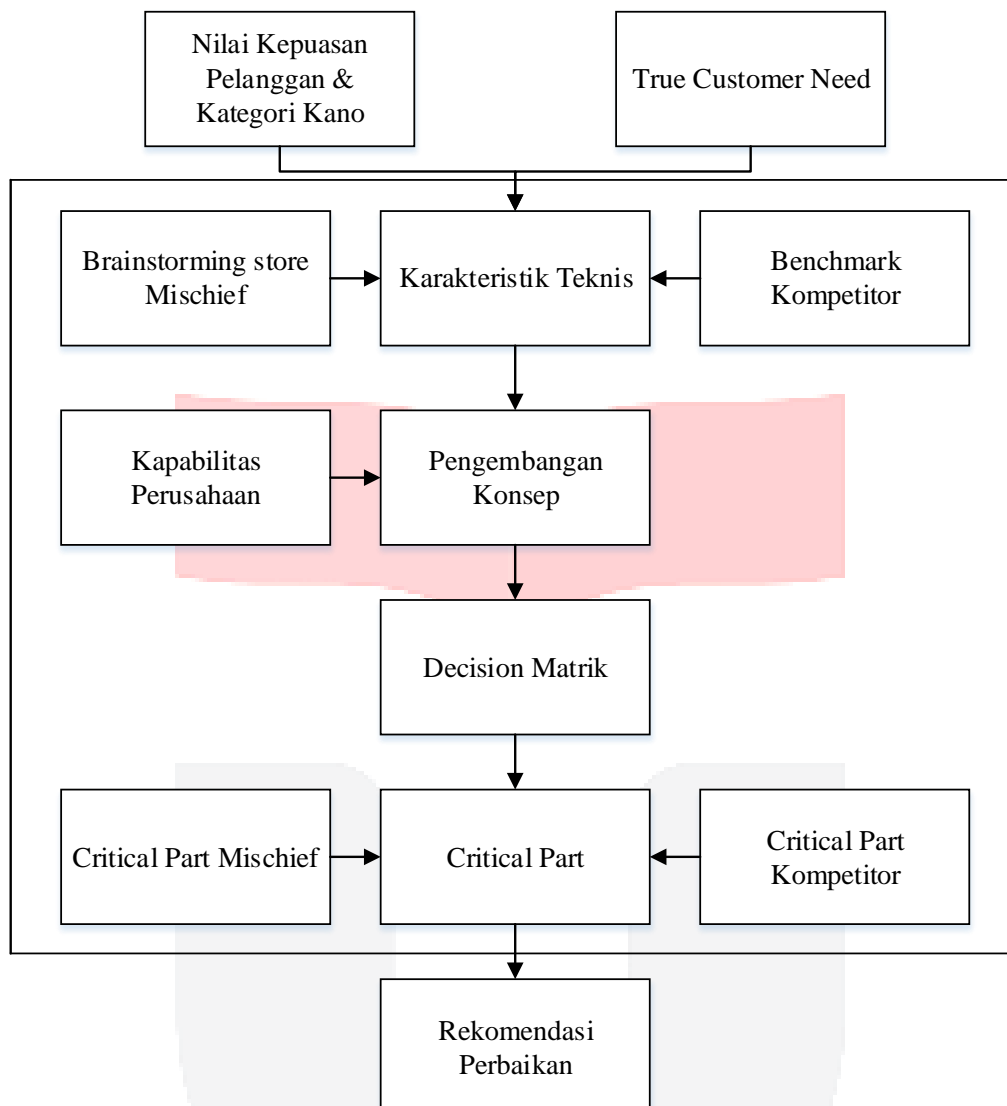 Nilai Kepuasan
Pelanggan &
Kategori Kano
True Customer Need
Brainstorming store
Mischief
Karakteristik Teknis
Benchmark
Kompetitor
Kapabilitas
Perusahaan
Pengembangan
Konsep
Decision Matrik
Critical Part Mischief
Critical Part
Critical Part
Kompetitor
Rekomendasi
Perbaikan